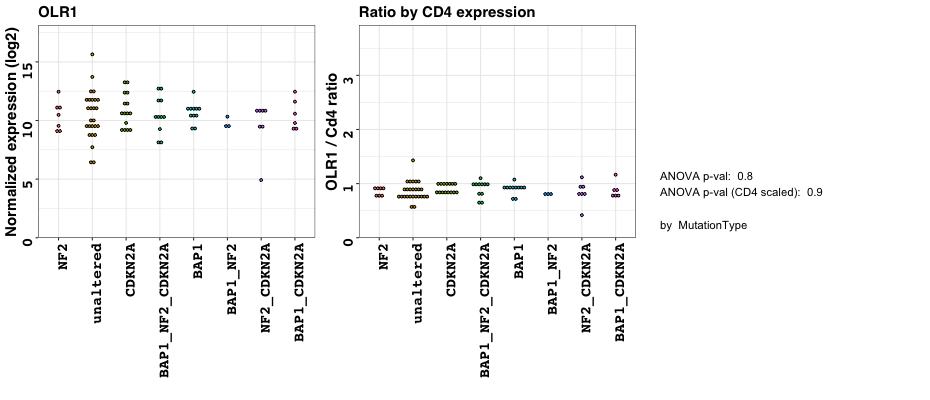 OLR1
Normalized expression (log2)
15
10
5
0
NF2
unaltered
CDKN2A
BAP1_NF2_CDKN2A
BAP1
BAP1_NF2
NF2_CDKN2A
BAP1_CDKN2A
Ratio by CD4 expression
OLR1 / Cd4 ratio
3
2
1
0
NF2
unaltered
CDKN2A
BAP1_NF2_CDKN2A
BAP1
BAP1_NF2
NF2_CDKN2A
BAP1_CDKN2A
ANOVA p-val: 0.8
ANOVA p-val (CD4 scaled): 0.9
by MutationType